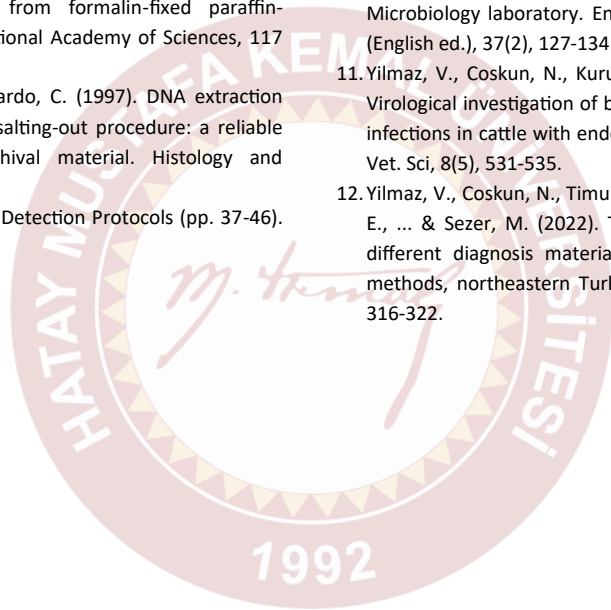 from formalin-fixed paraffin-
tional Academy of Sciences, 117
ardo, C. (1997). DNA extraction
salting-out procedure: a reliable
hival material. Histology and
Detection Protocols (pp. 37-46).
Microbiology laboratory. En
(English ed.), 37(2), 127-134
11. Yilmaz, V., Coskun, N., Kuru
Virological investigation of b
infections in cattle with endo
Vet. Sci, 8(5), 531-535.
12. Yilmaz, V., Coskun, N., Timu
E., ... & Sezer, M. (2022). T
different diagnosis materia
methods, northeastern Turl
316-322.
HATAY MUSTAFA KEMAL ÜNİVERSİTESİ
M. Kemal
1992